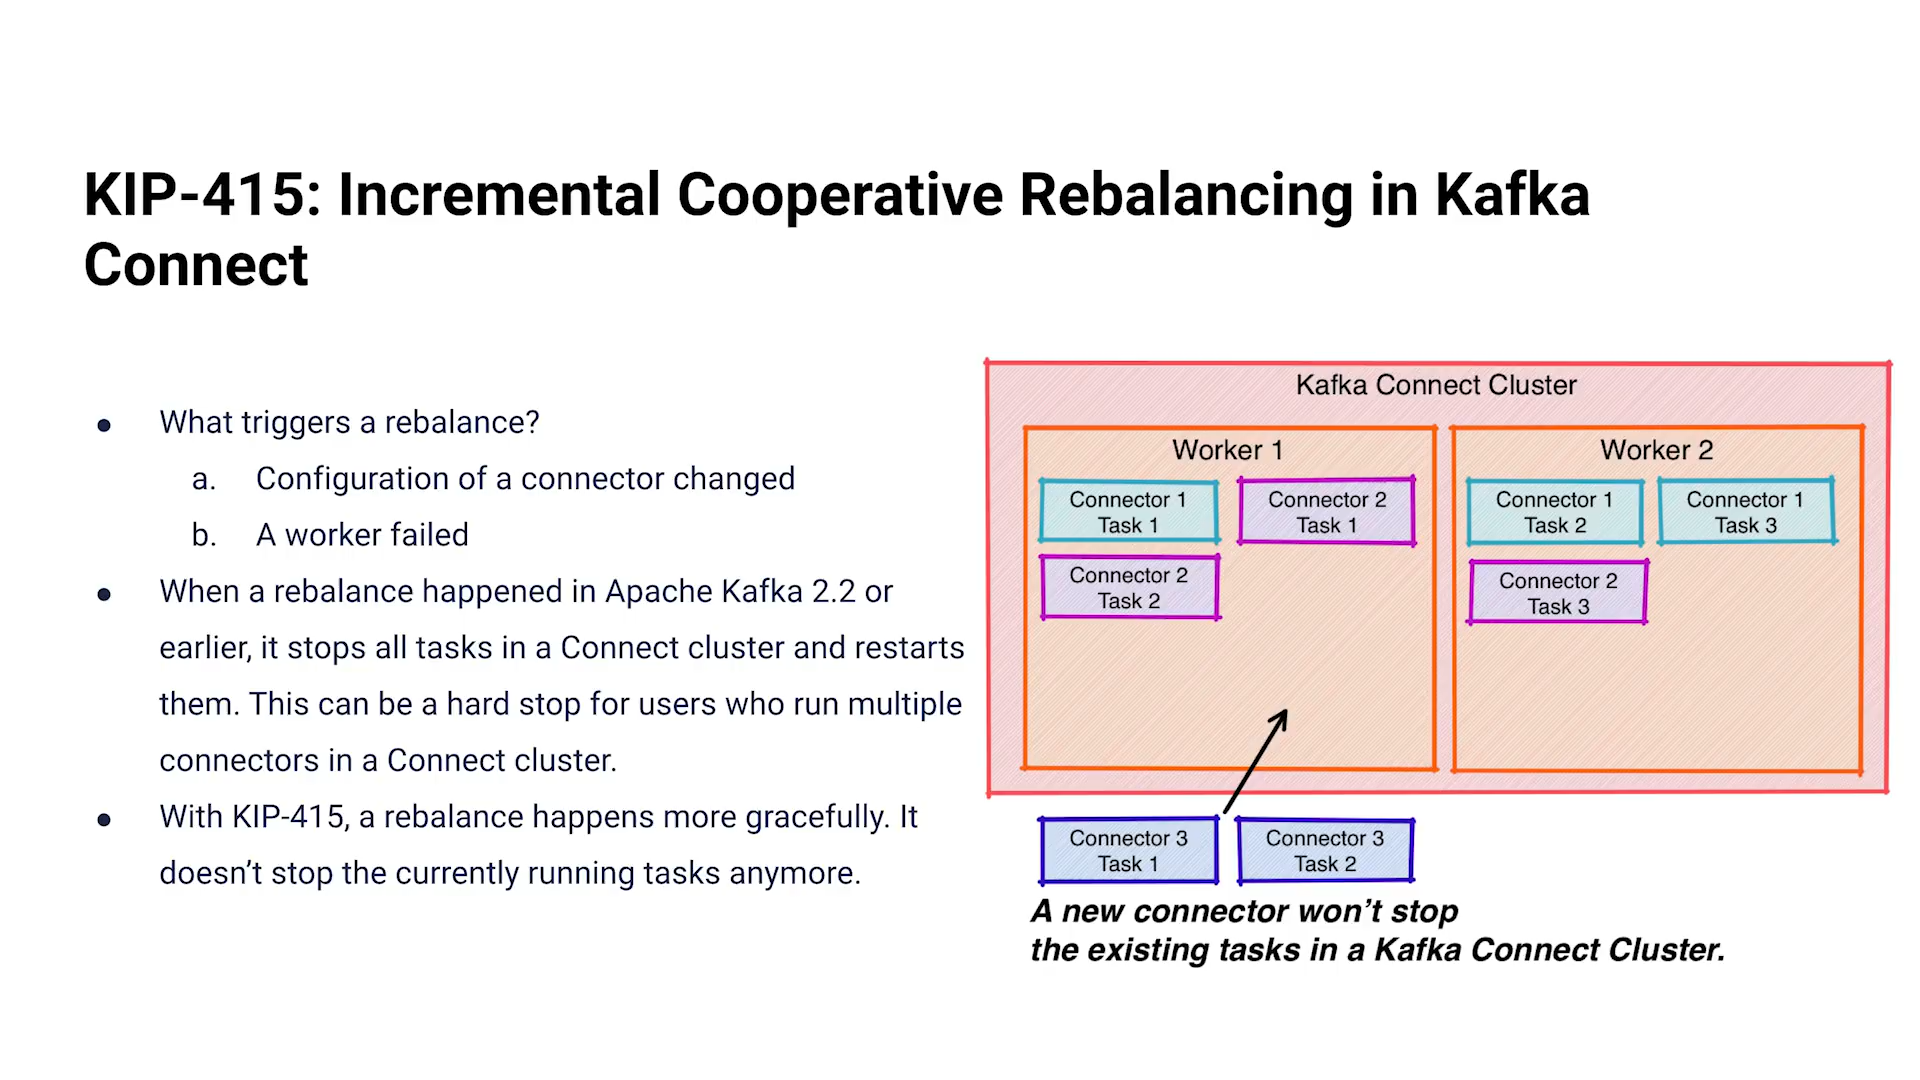 KIP-415: Incremental Cooperative Rebalancing in Kafka
Connect
● What triggers a rebalance?
a. Configuration of a connector changed
b. A worker failed
● When a rebalance happened in Apache Kafka 2.2 or
earlier, it stops all tasks in a Connect cluster and restarts
them. This can be a hard stop for users who run multiple
connectors in a Connect cluster.
● With KIP-415, a rebalance happens more gracefully. It
doesn’t stop the currently running tasks anymore.
Kafka Connect Cluster
Worker 1
Connector 1
Task 1
Connector 2
Task 1
Connector 2
Task 2
Worker 2
Connector 1
Task 2
Connector 1
Task 3
Connector 2
Task 3
Connector 3
Task 1
Connector 3
Task 2
A new connector won’t stop
the existing tasks in a Kafka Connect Cluster.